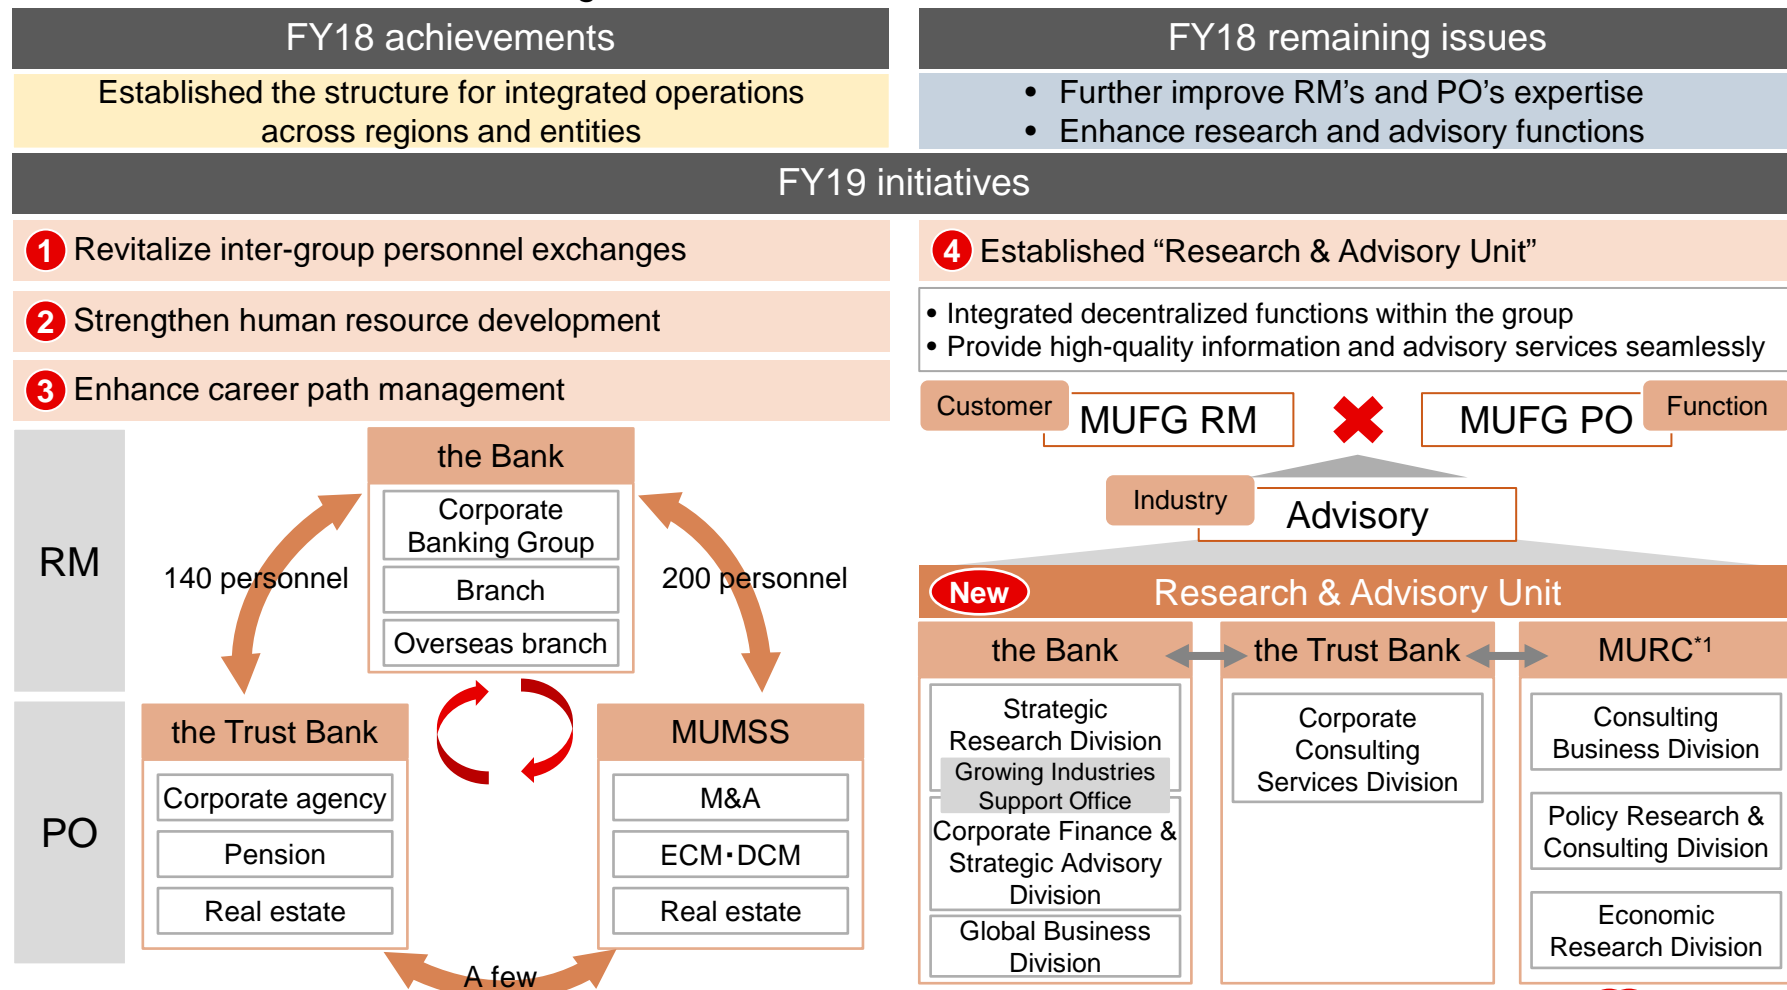 FY18 achievements
Established the structure for integrated operations
across regions and entities
FY18 remaining issues
• Further improve RM's and PO's expertise
• Enhance research and advisory functions
FY19 initiatives
1 Revitalize inter-group personnel exchanges
2 Strengthen human resource development
3 Enhance career path management
RM
PO
the Bank
Corporate
Banking Group
Branch
Overseas branch
140 personnel
200 personnel
the Trust Bank
Corporate agency
Pension
Real estate
MUMSS
M&A
ECM・DCM
Real estate
A few
4 Established “Research & Advisory Unit”
• Integrated decentralized functions within the group
• Provide high-quality information and advisory services seamlessly
Customer
MUFG RM
MUFG PO
Function
Industry
Advisory
New
Research & Advisory Unit
the Bank
Strategic
Research Division
Growing Industries
Support Office
Corporate Finance &
Strategic Advisory
Division
Global Business
Division
the Trust Bank
Corporate
Consulting
Services Division
MURC*1
Consulting
Business Division
Policy Research &
Consulting Division
Economic
Research Division